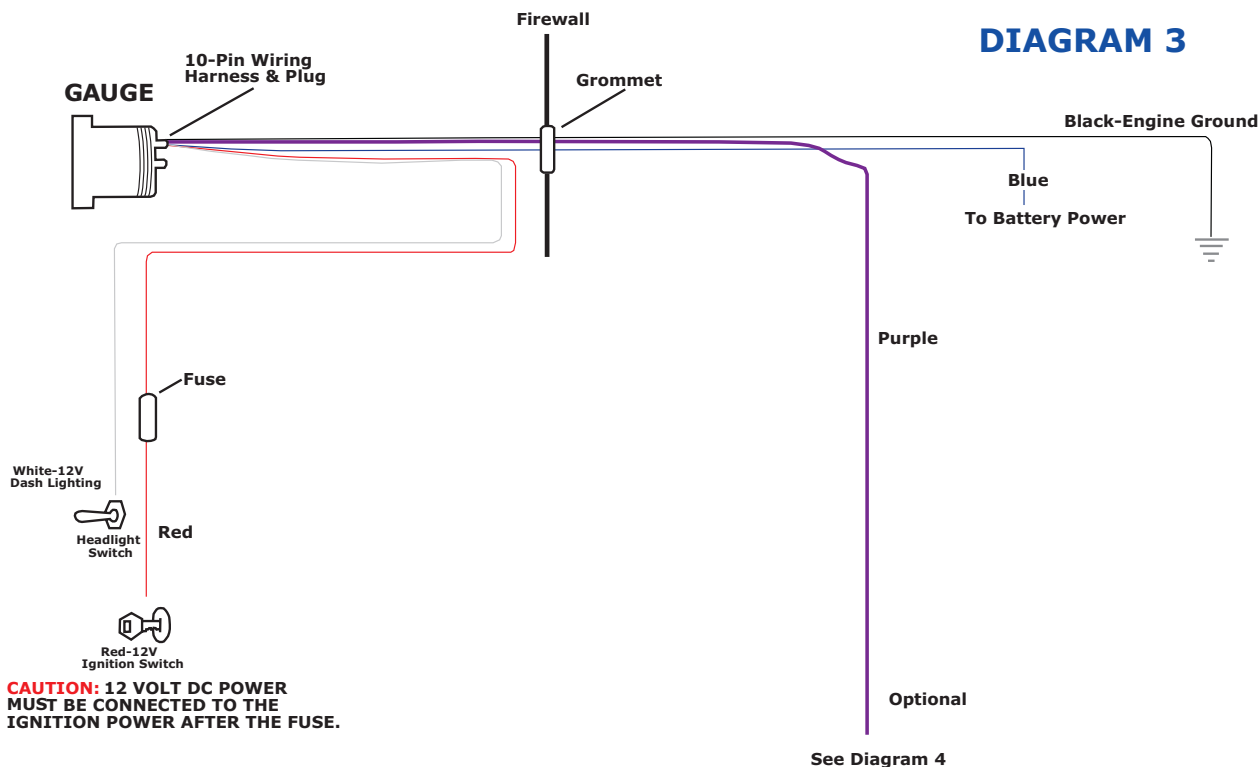 Firewall
DIAGRAM 3
10-Pin Wiring
Harness & Plug
Grommet
GAUGE
Black-Engine Ground
Blue
To Battery Power
Purple
Fuse
White-12V
Dash Lighting
Headlight
Switch
Red
Red-12V
Ignition Switch
CAUTION: 12 VOLT DC POWER
MUST BE CONNECTED TO THE
IGNITION POWER AFTER THE FUSE.
Optional
See Diagram 4